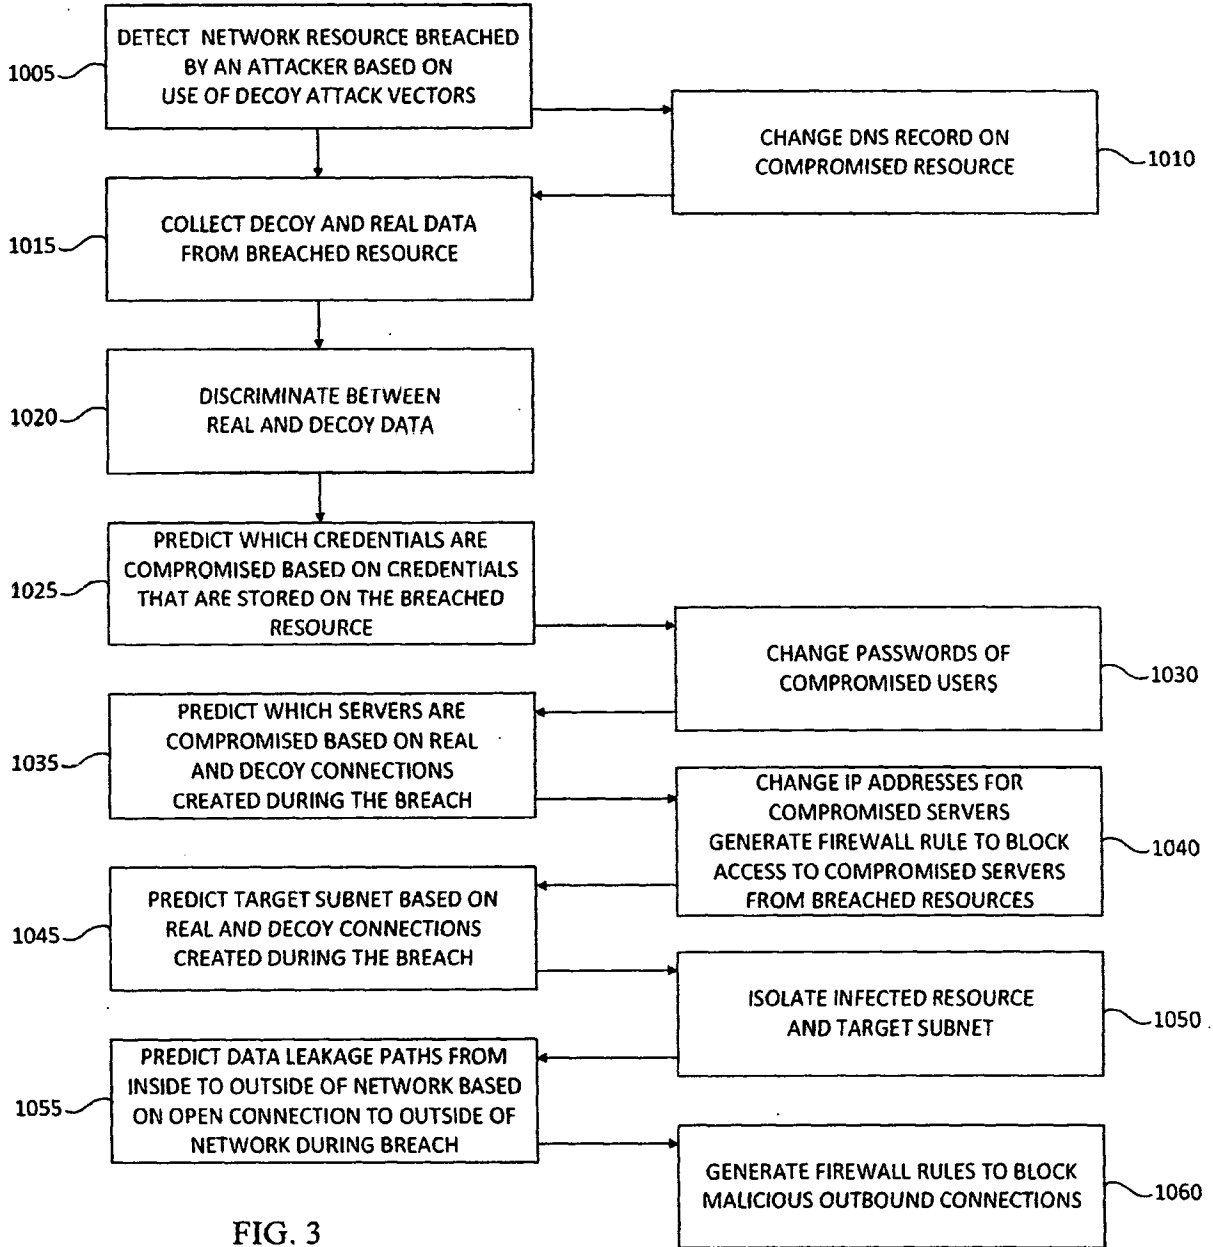 DETECT NETWORK RESOURCE BREACHED
BY AN ATTACKER BASED ON
USE OF DECOY ATTACK VECTORS
1005
CHANGE DNS RECORD ON
COMPROMISED RESOURCE
1010
COLLECT DECOY AND REAL DATA
FROM BREACHED RESOURCE
1015
DISCRIMINATE BETWEEN
REAL AND DECOY DATA
1020
PREDICT WHICH CREDENTIALS ARE
COMPROMISED BASED ON CREDENTIALS
THAT ARE STORED ON THE BREACHED
RESOURCE
1025
CHANGE PASSWORDS OF
COMPROMISED USERS
1030
PREDICT WHICH SERVERS ARE
COMPROMISED BASED ON REAL
AND DECOY CONNECTIONS
CREATED DURING THE BREACH
1035
CHANGE IP ADDRESSES FOR
COMPROMISED SERVERS
GENERATE FIREWALL RULE TO BLOCK
ACCESS TO COMPROMISED SERVERS
FROM BREACHED RESOURCES
1040
PREDICT TARGET SUBNET BASED ON
REAL AND DECOY CONNECTIONS
CREATED DURING THE BREACH
1045
ISOLATE INFECTED RESOURCE
AND TARGET SUBNET
1050
PREDICT DATA LEAKAGE PATHS FROM
INSIDE TO OUTSIDE OF NETWORK BASED
ON OPEN CONNECTION TO OUTSIDE OF
NETWORK DURING BREACH
1055
GENERATE FIREWALL RULES TO BLOCK
MALICIOUS OUTBOUND CONNECTIONS
1060
FIG. 3